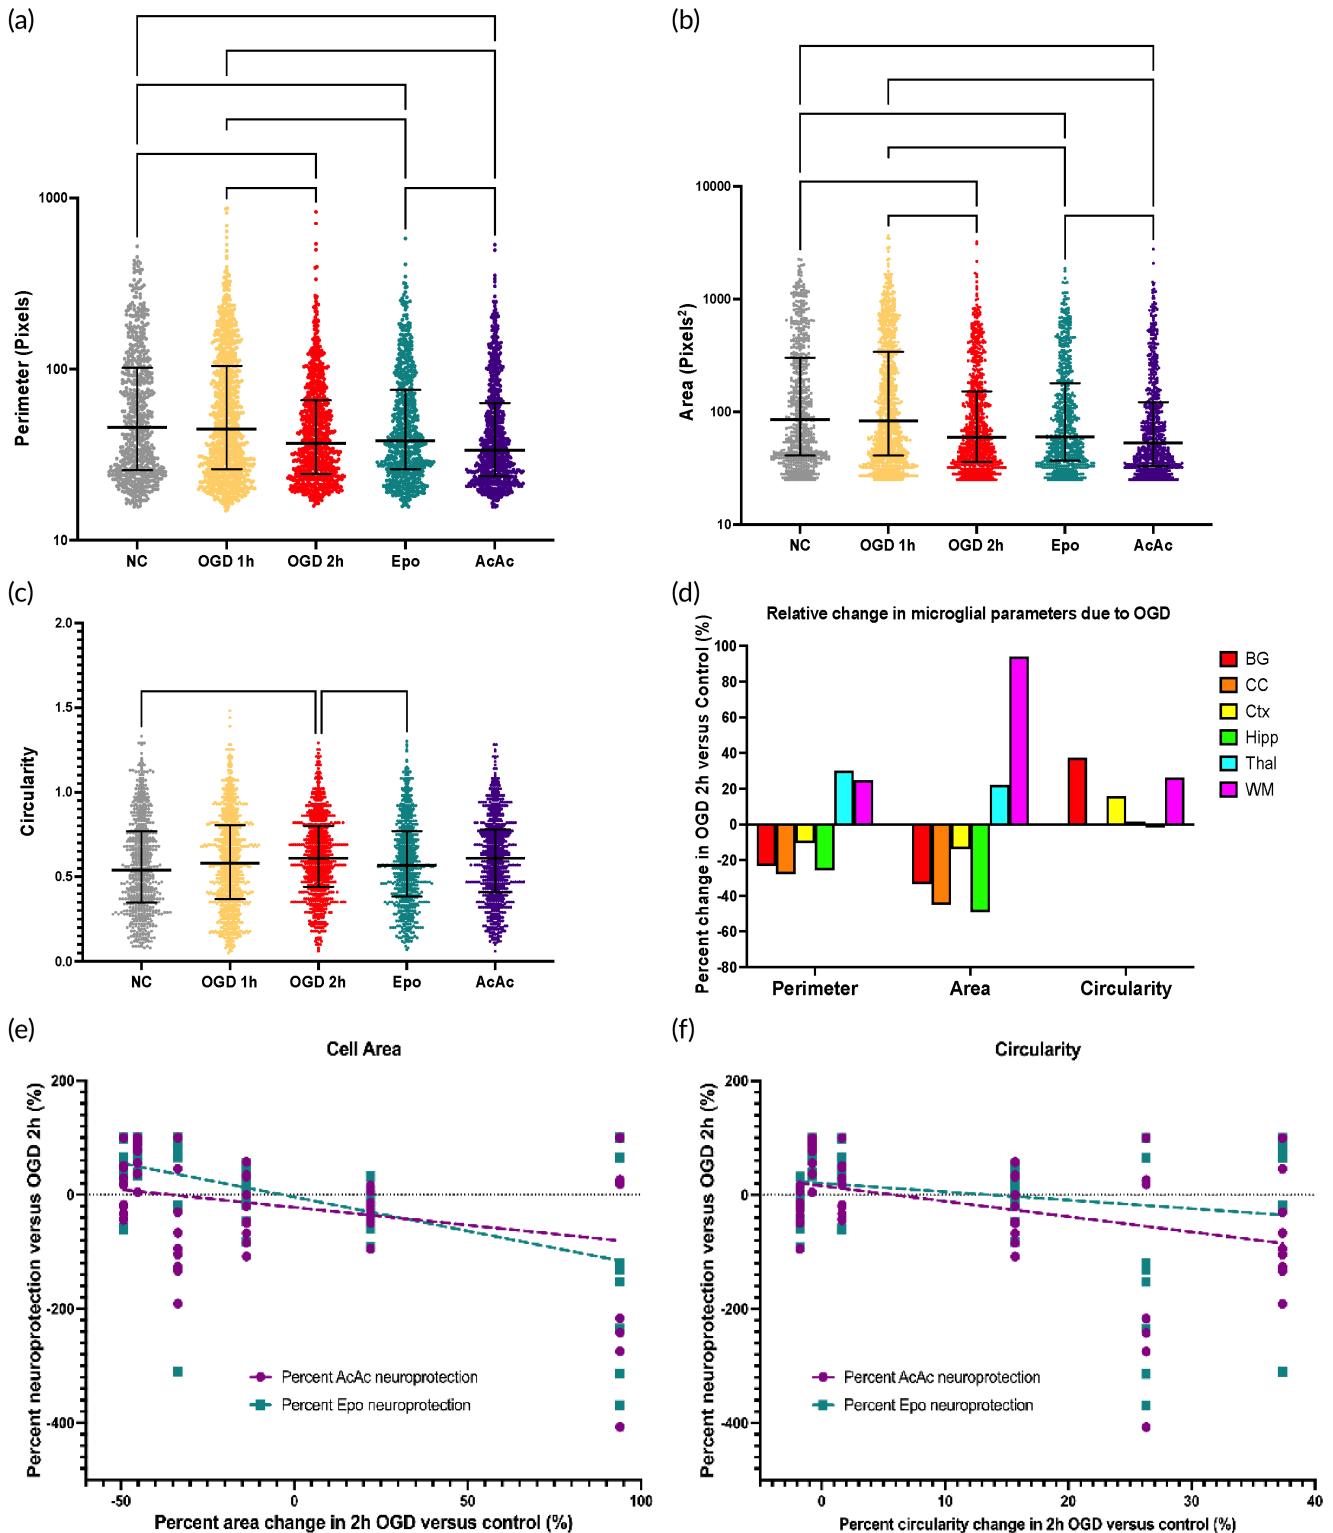 (a)
Perimeter (Pixels)
1000
100
10
NC OGD 1h OGD 2h Epo AcAc
(b)
Area (Pixels²)
10000
1000
100
10
NC OGD 1h OGD 2h Epo AcAc
(c)
Circularity
2.0
1.5
1.0
0.5
0.0
NC OGD 1h OGD 2h Epo AcAc
(d)
Relative change in microglial parameters due to OGD
Percent change in OGD 2h versus Control (%)
100
80
60
40
20
0
-20
-40
-60
-80
Perimeter Area Circularity
BG
CC
Ctx
Hipp
Thal
WM
(e)
Cell Area
Percent neuroprotection versus OGD 2h (%)
200
0
-200
-400
Percent AcAc neuroprotection
Percent Epo neuroprotection
-50 0 50 100
Percent area change in 2h OGD versus control (%)
(f)
Circularity
Percent neuroprotection versus OGD 2h (%)
200
0
-200
-400
Percent AcAc neuroprotection
Percent Epo neuroprotection
0 10 20 30 40
Percent circularity change in 2h OGD versus control (%)